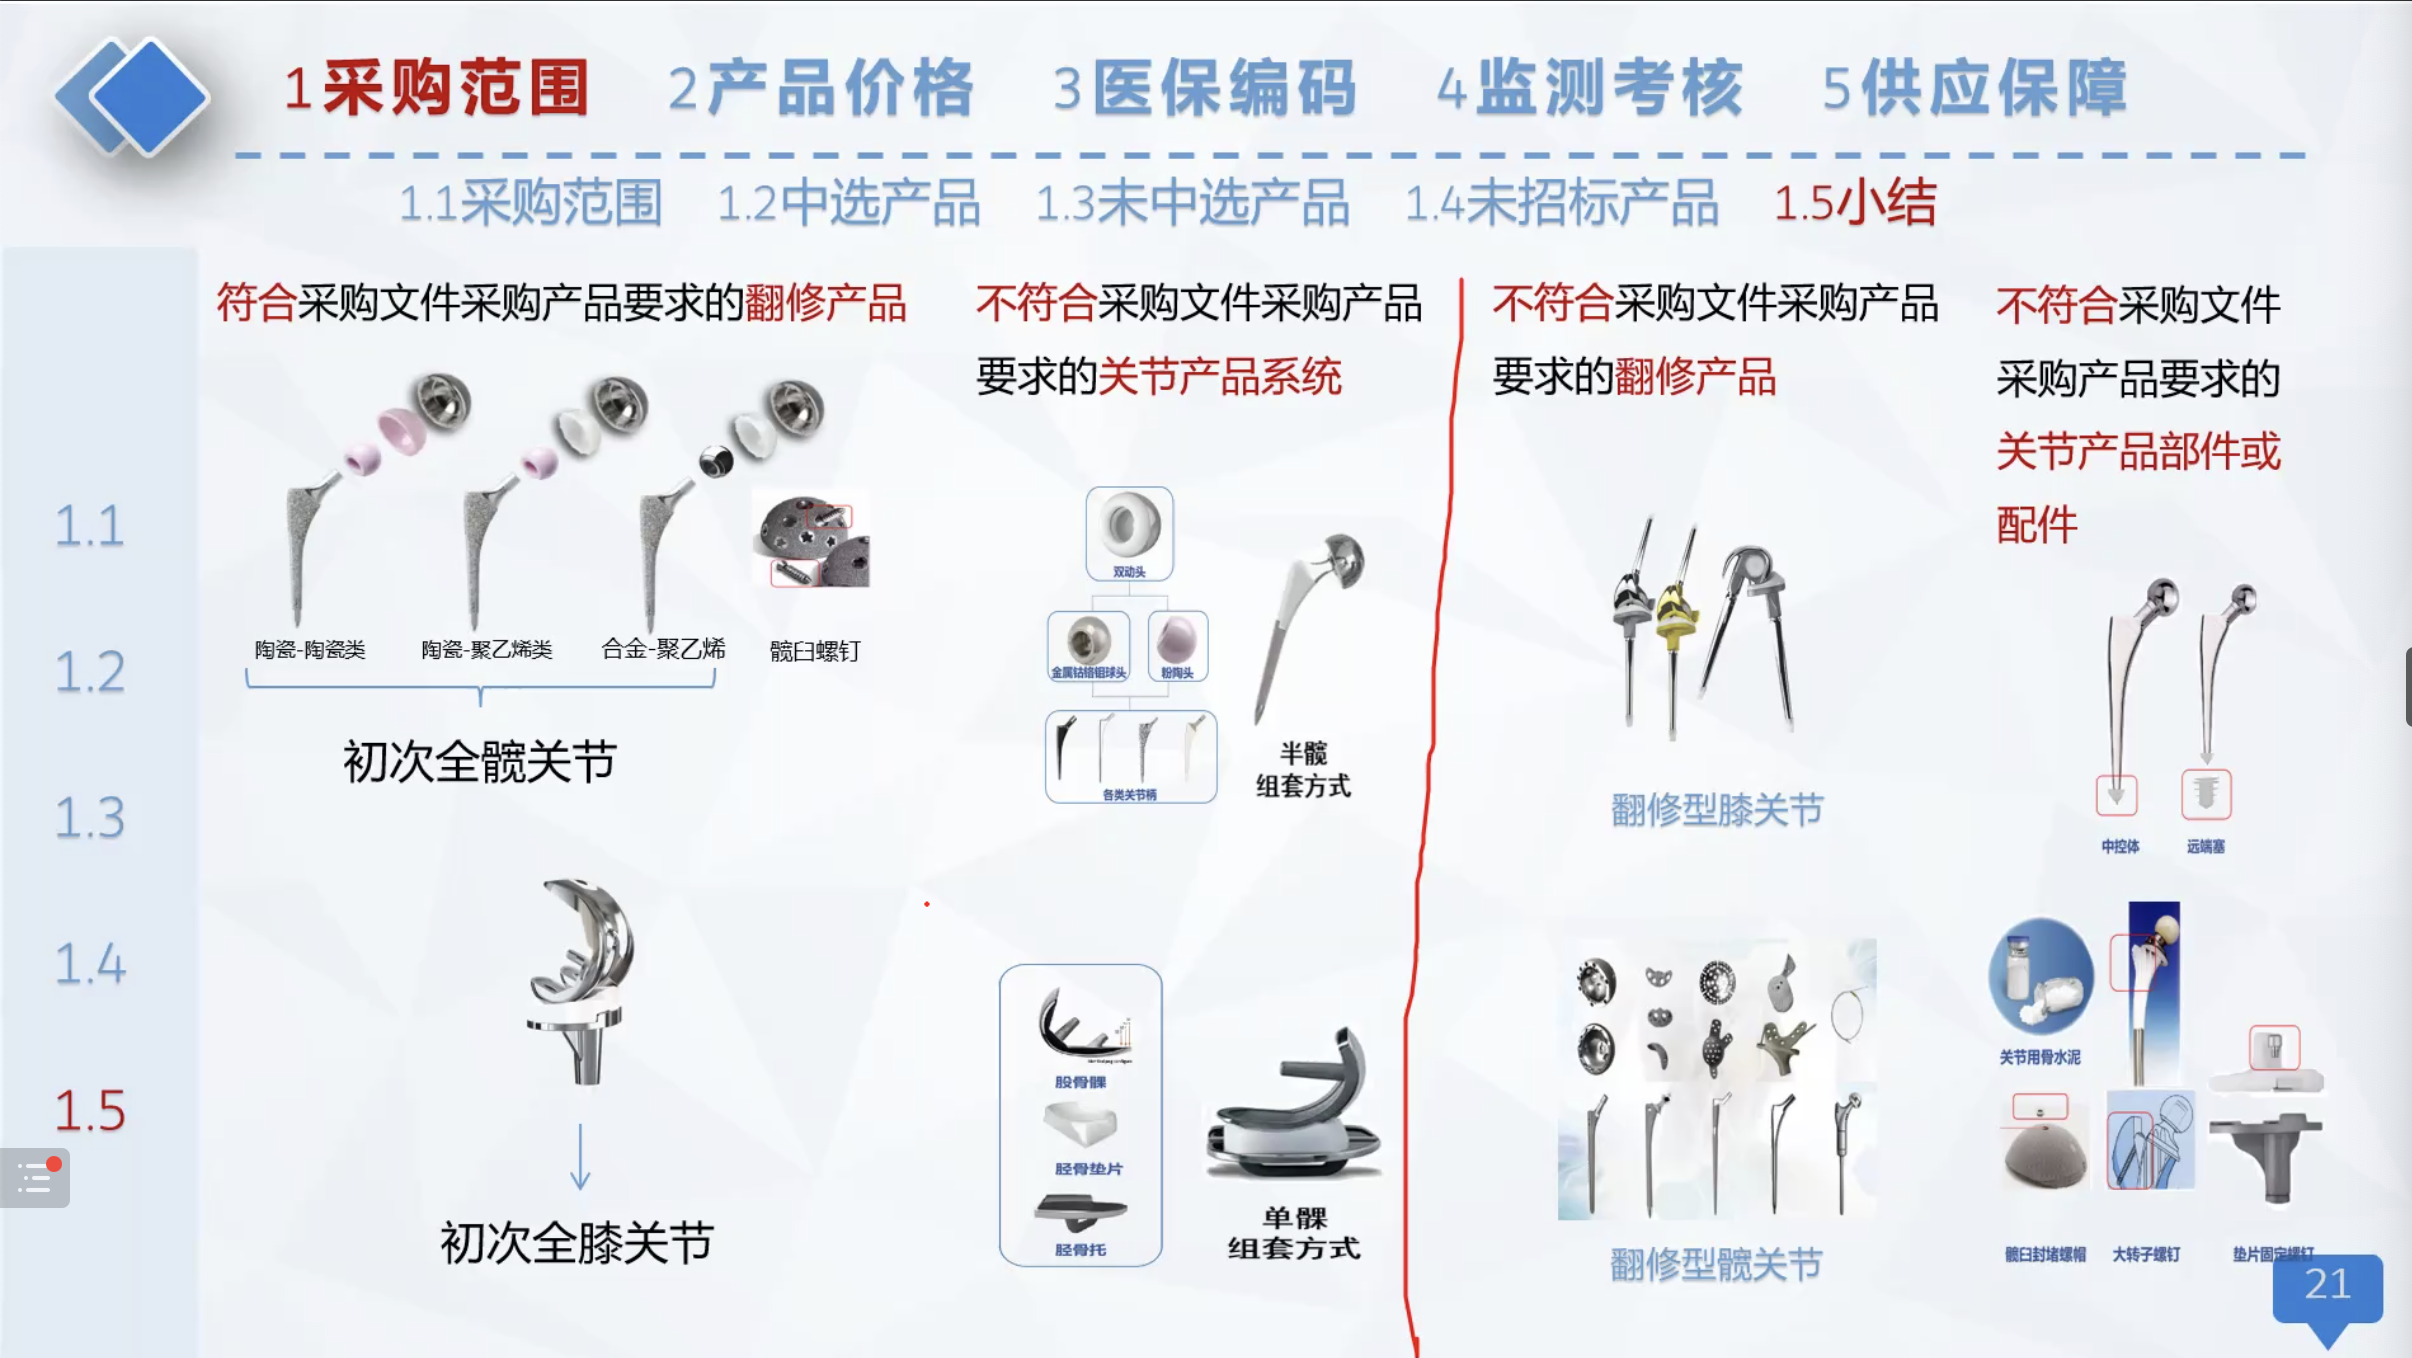 1采购范围 2产品价格 3医保编码 4监测考核 5供应保障
1.1采购范围 1.2中选产品 1.3未中选产品 1.4未招标产品 1.5小结
1.1
1.2
1.3
1.4
1.5
符合采购文件采购产品要求的翻修产品
陶瓷-陶瓷类 陶瓷-聚乙烯类 合金-聚乙烯 髋臼螺钉
初次全髋关节
初次全膝关节
不符合采购文件采购产品
要求的关节产品系统
双动头
金属钴铬钼球头 粉陶头
各类关节柄
半髋
组套方式
股骨髁
胫骨垫片
胫骨托
单髁
组套方式
不符合采购文件采购产品
要求的翻修产品
翻修型膝关节
翻修型髋关节
不符合采购文件
采购产品要求的
关节产品部件或
配件
中控体 远端塞
关节用骨水泥
髋臼封堵螺帽 大转子螺钉 垫片固定螺钉
21